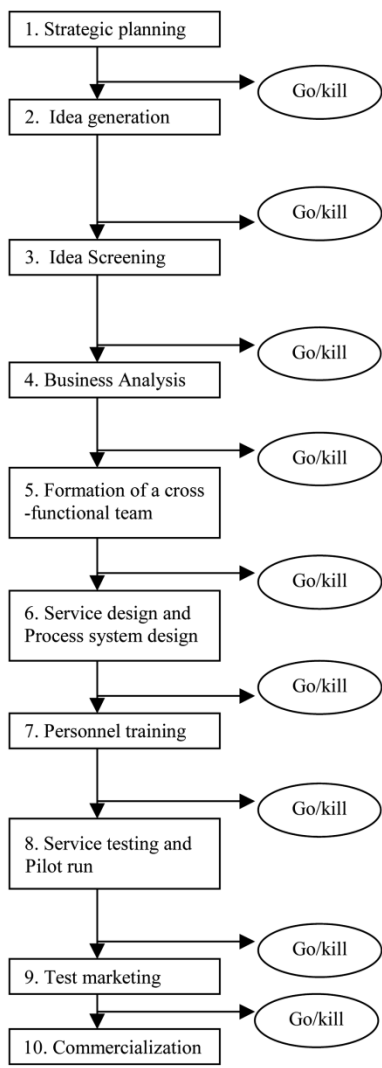 1. Strategic planning
Go/kill
2. Idea generation
Go/kill
3. Idea Screening
Go/kill
4. Business Analysis
Go/kill
5. Formation of a cross
-functional team
Go/kill
6. Service design and
Process system design
Go/kill
7. Personnel training
Go/kill
8. Service testing and
Pilot run
Go/kill
9. Test marketing
Go/kill
10. Commercialization